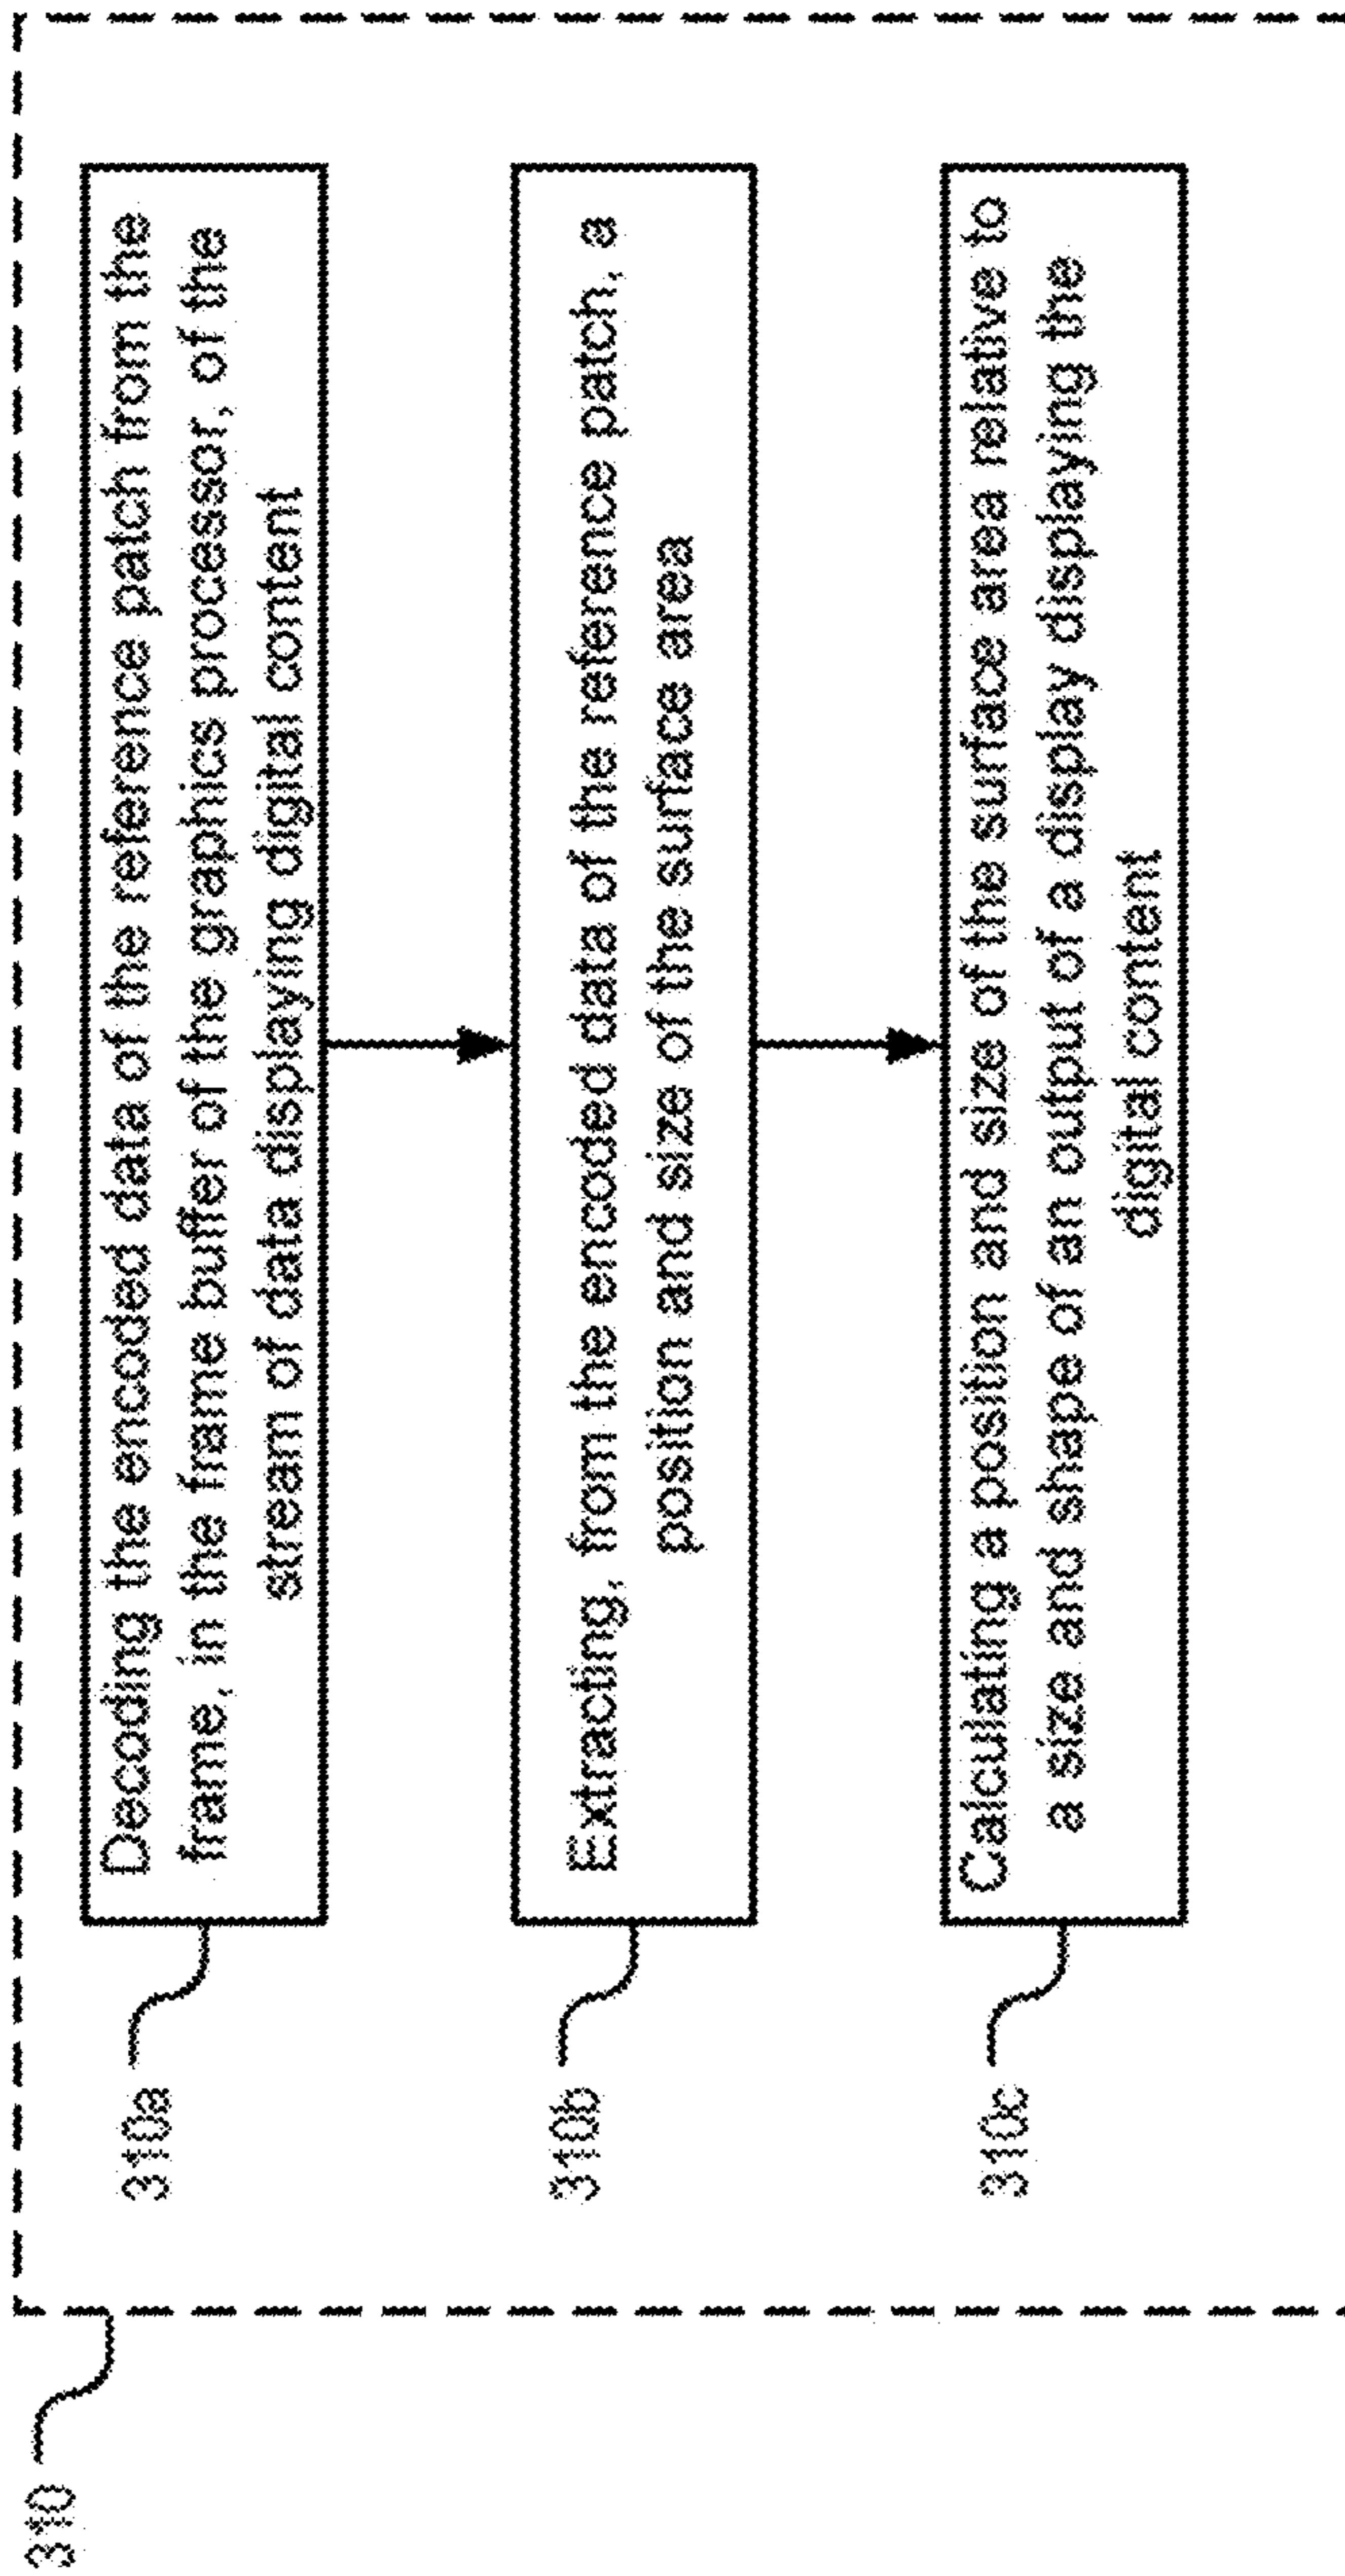 310
310a
Decoding the encoded data of the reference patch from the
frame, in the frame buffer of the graphics processor, of the
stream of data displaying digital content
310b
Extracting, from the encoded data of the reference patch, a
position and size of the surface area
310c
Calculating a position and size of the surface area relative to
a size and shape of an output of a display displaying the
digital content